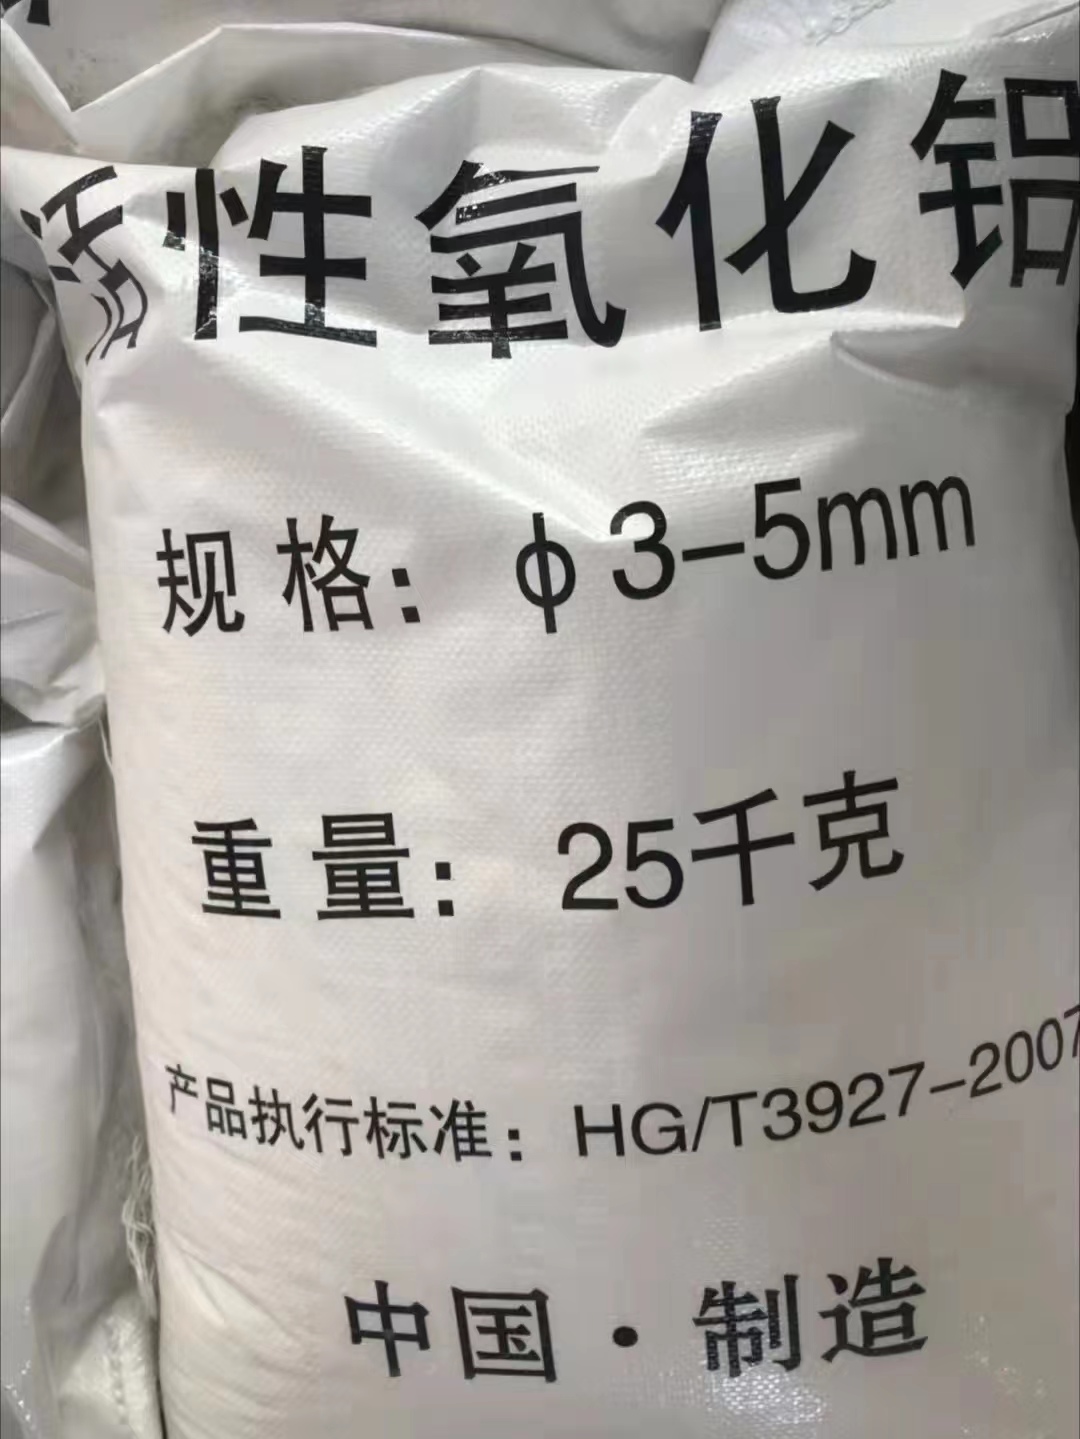 活性氧化铝
规格：ф3-5mm
重量：25千克
产品执行标准：HG/T3927-2007
中国·制造